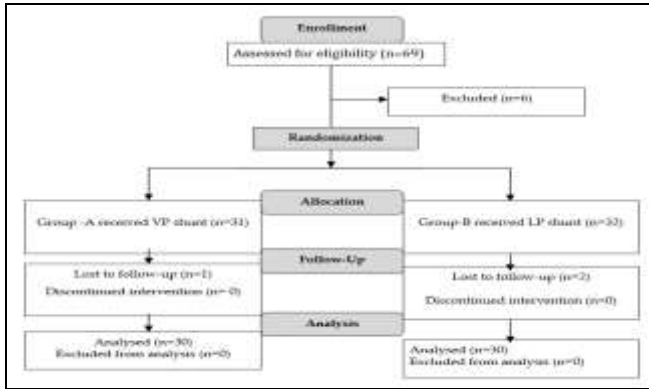 Enrollment
Assessed for eligibility (n=69)
Excluded (n=6)
Randomization
Allocation
Group -A received VP shunt (n=31)
Group-B received LP shunt (n=32)
Follow-Up
Lost to follow-up (n=1)
Discontinued intervention (n= 0)
Lost to follow-up (n=2)
Discontinued intervention (n=0)
Analysis
Analysed (n=30)
Excluded from analysis (n=0)
Analysed (n=30)
Excluded from analysis (n=0)